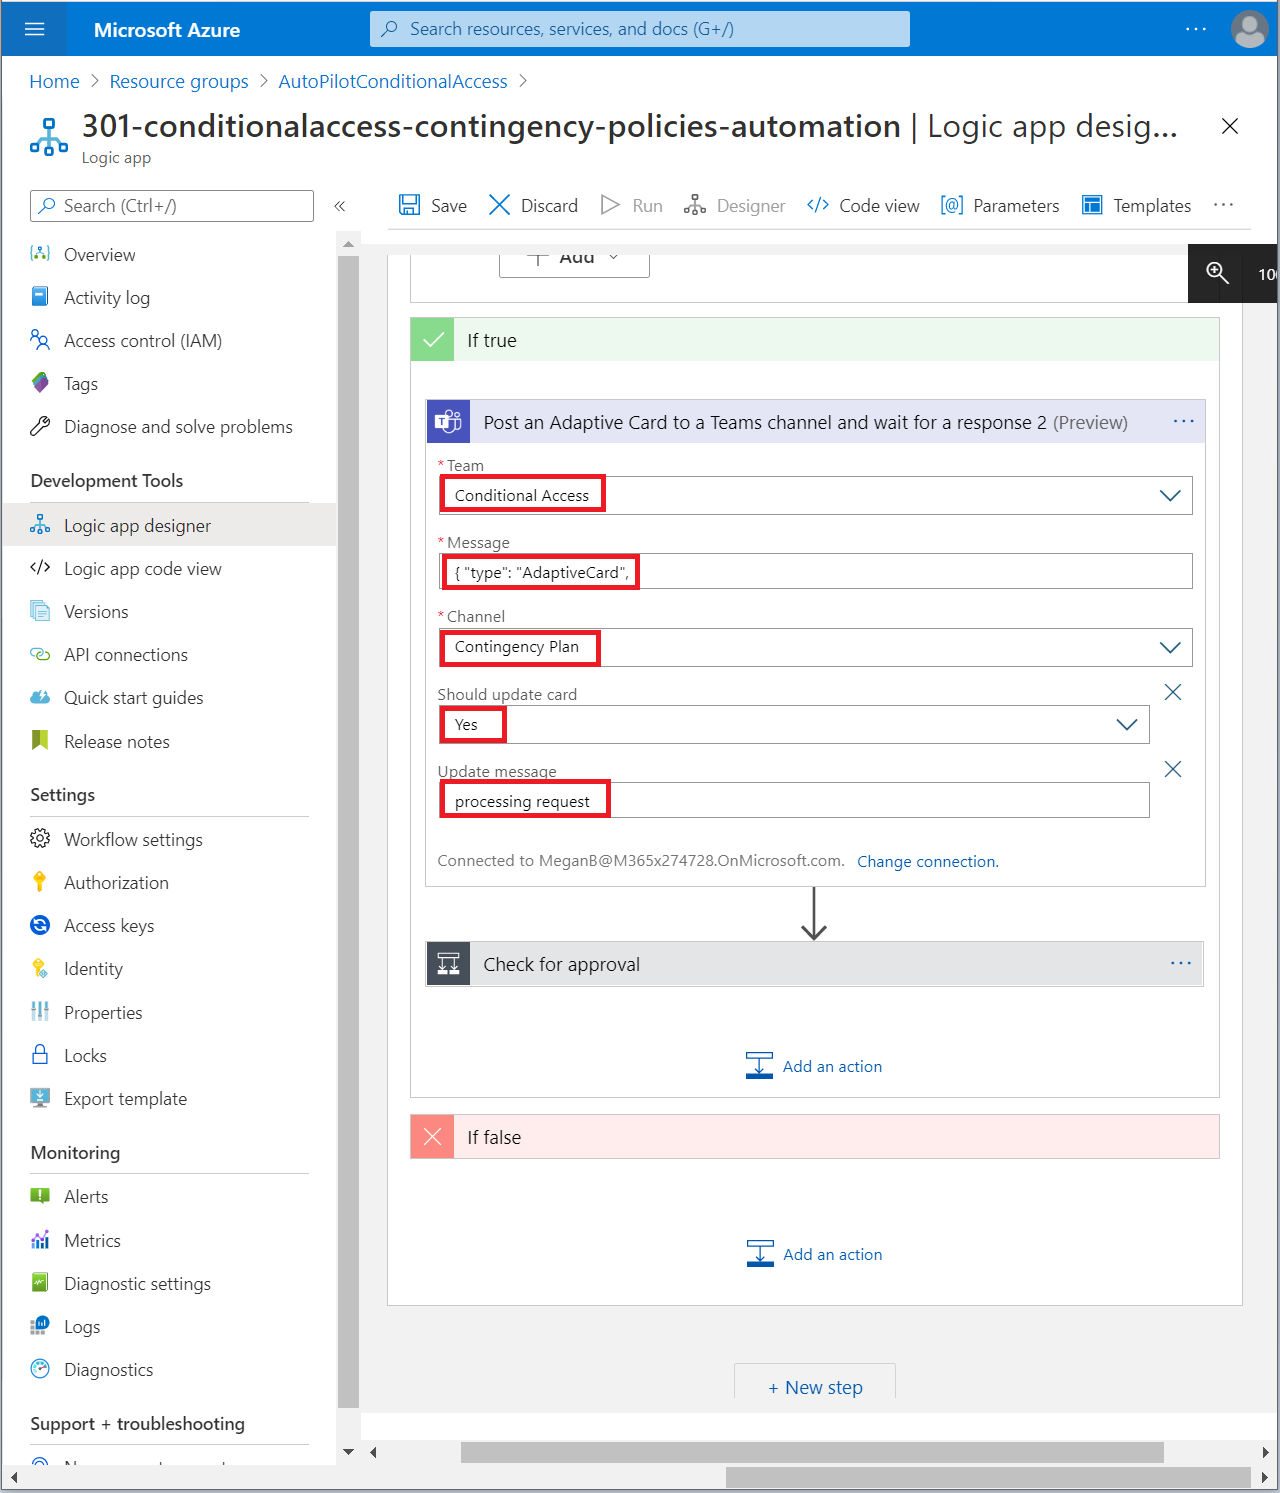 Microsoft Azure
Search resources, services, and docs (G+/)
...
Home > Resource groups > AutoPilotConditionalAccess >
301-conditionalaccess-contingency-policies-automation | Logic app desig...
Logic app
Search (Ctrl+/)
«
Save
Discard
Run
Designer
Code view
Parameters
Templates
...
Overview
Activity log
Access control (IAM)
Tags
Diagnose and solve problems
Development Tools
Logic app designer
Logic app code view
Versions
API connections
Quick start guides
Release notes
Settings
Workflow settings
Authorization
Access keys
Identity
Properties
Locks
Export template
Monitoring
Alerts
Metrics
Diagnostic settings
Logs
Diagnostics
Support + troubleshooting
Add
If true
Post an Adaptive Card to a Teams channel and wait for a response 2 (Preview)
...
* Team
Conditional Access
* Message
{ "type": "AdaptiveCard",
* Channel
Contingency Plan
Should update card
Yes
Update message
processing request
Connected to MeganB@M365x274728.OnMicrosoft.com. Change connection.
Check for approval
...
Add an action
If false
Add an action
+ New step